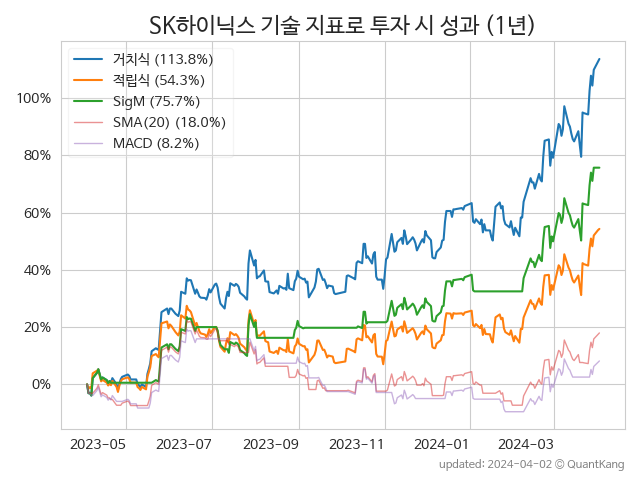 SK하이닉스 기술 지표로 투자 시 성과 (1년)
거치식 (113.8%)
적립식 (54.3%)
SigM (75.7%)
SMA(20) (18.0%)
MACD (8.2%)
100%
80%
60%
40%
20%
0%
2023-05 2023-07 2023-09 2023-11 2024-01 2024-03
updated: 2024-04-02 © QuantKang